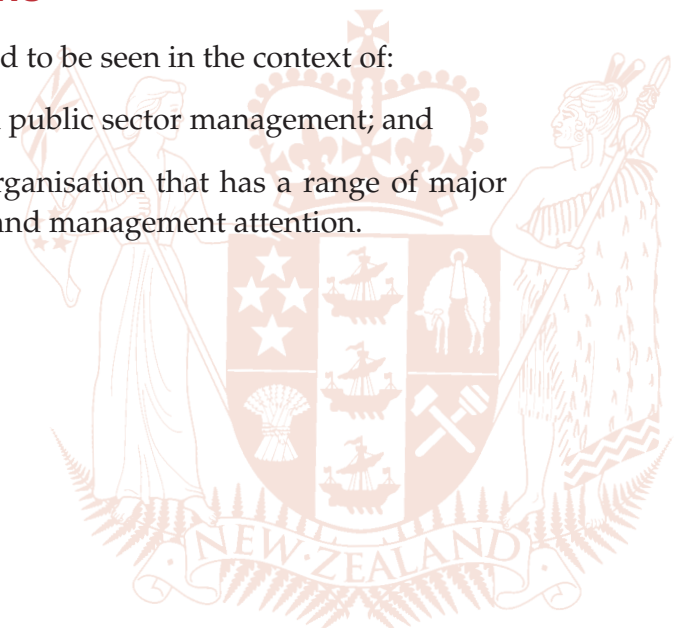 d to be seen in the context of:
public sector management; and
rganisation that has a range of major
and management attention.
NEW·ZEALAND